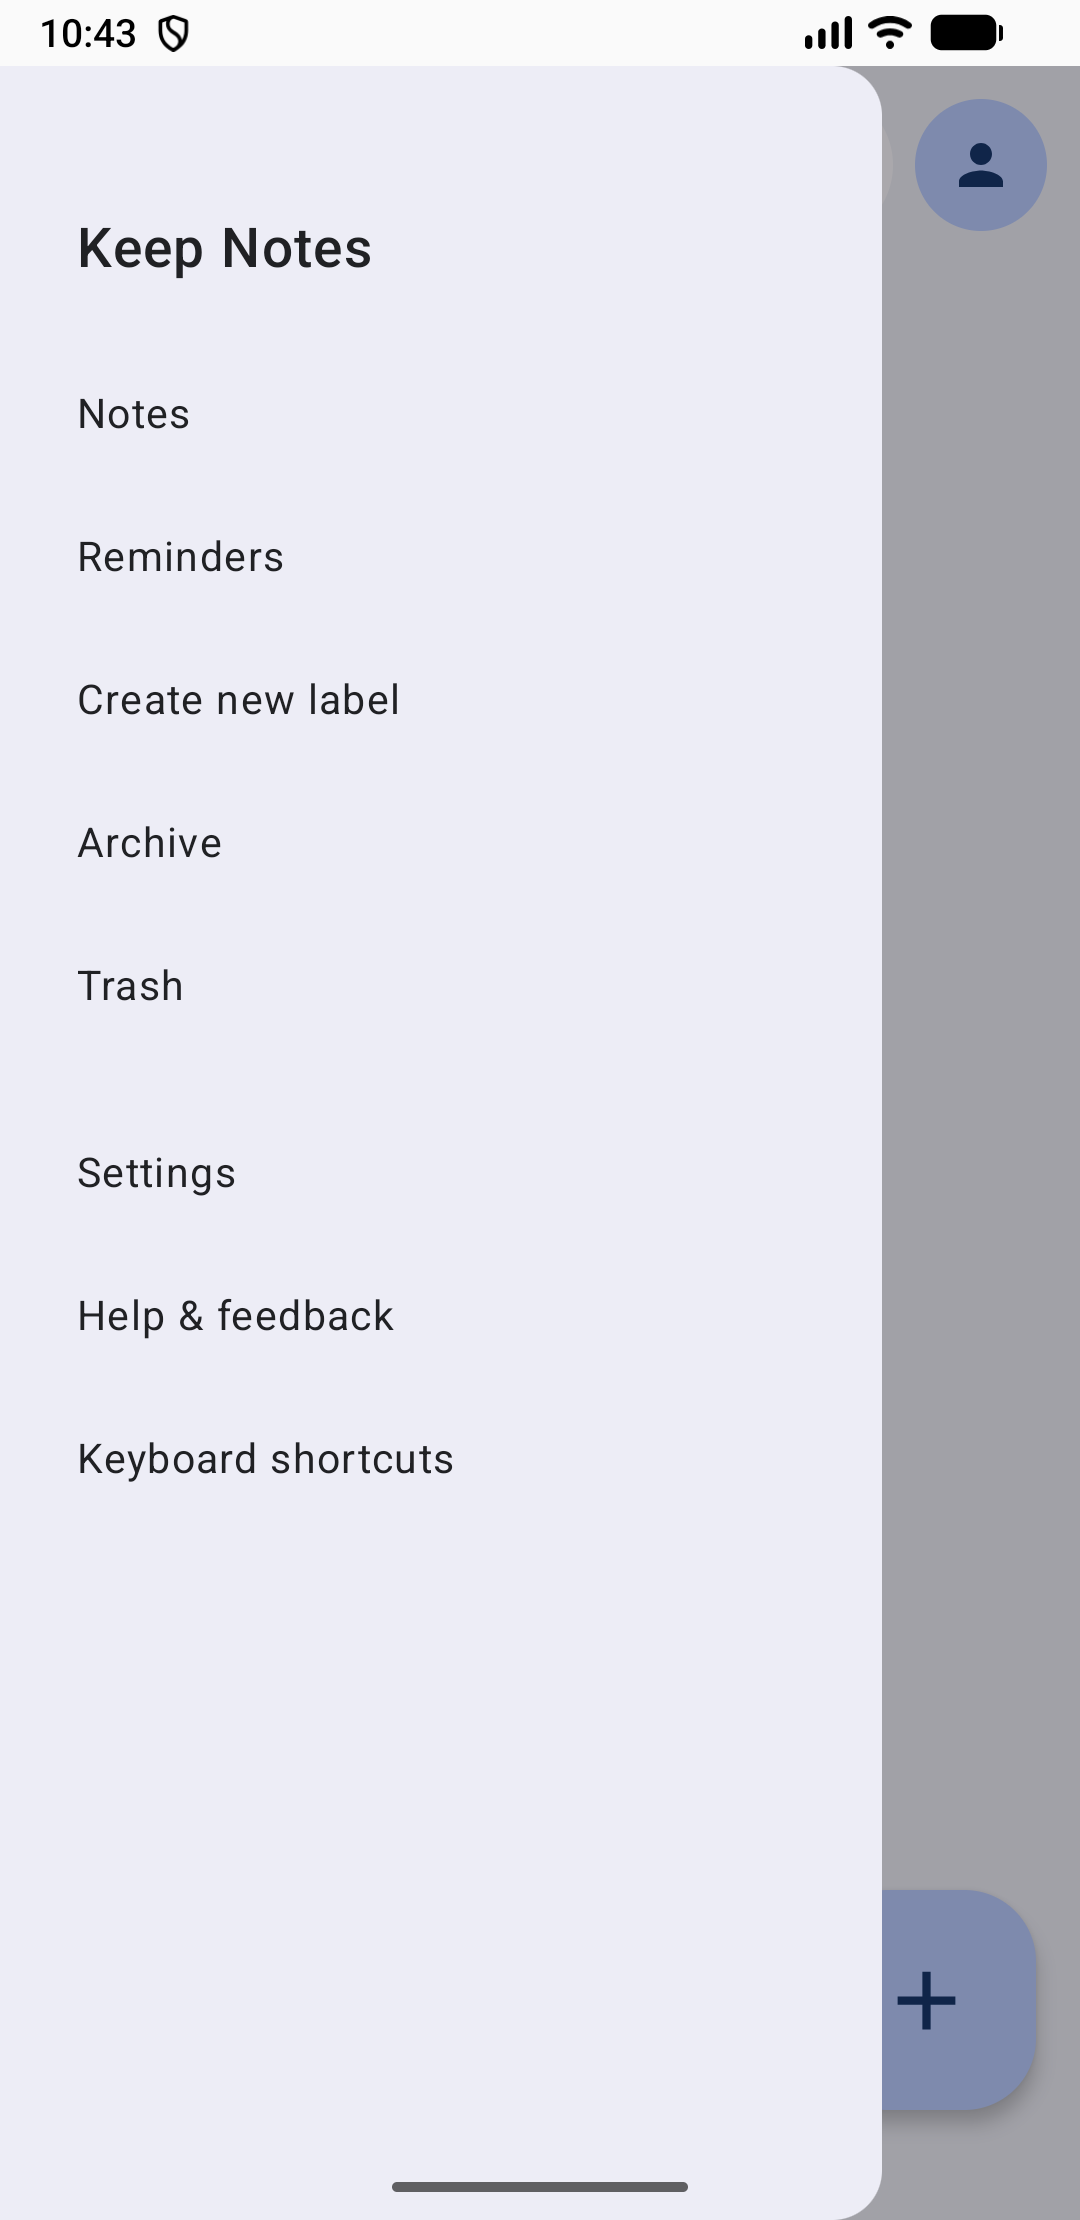 10:43
Keep Notes
Notes
Reminders
Create new label
Archive
Trash
Settings
Help & feedback
Keyboard shortcuts